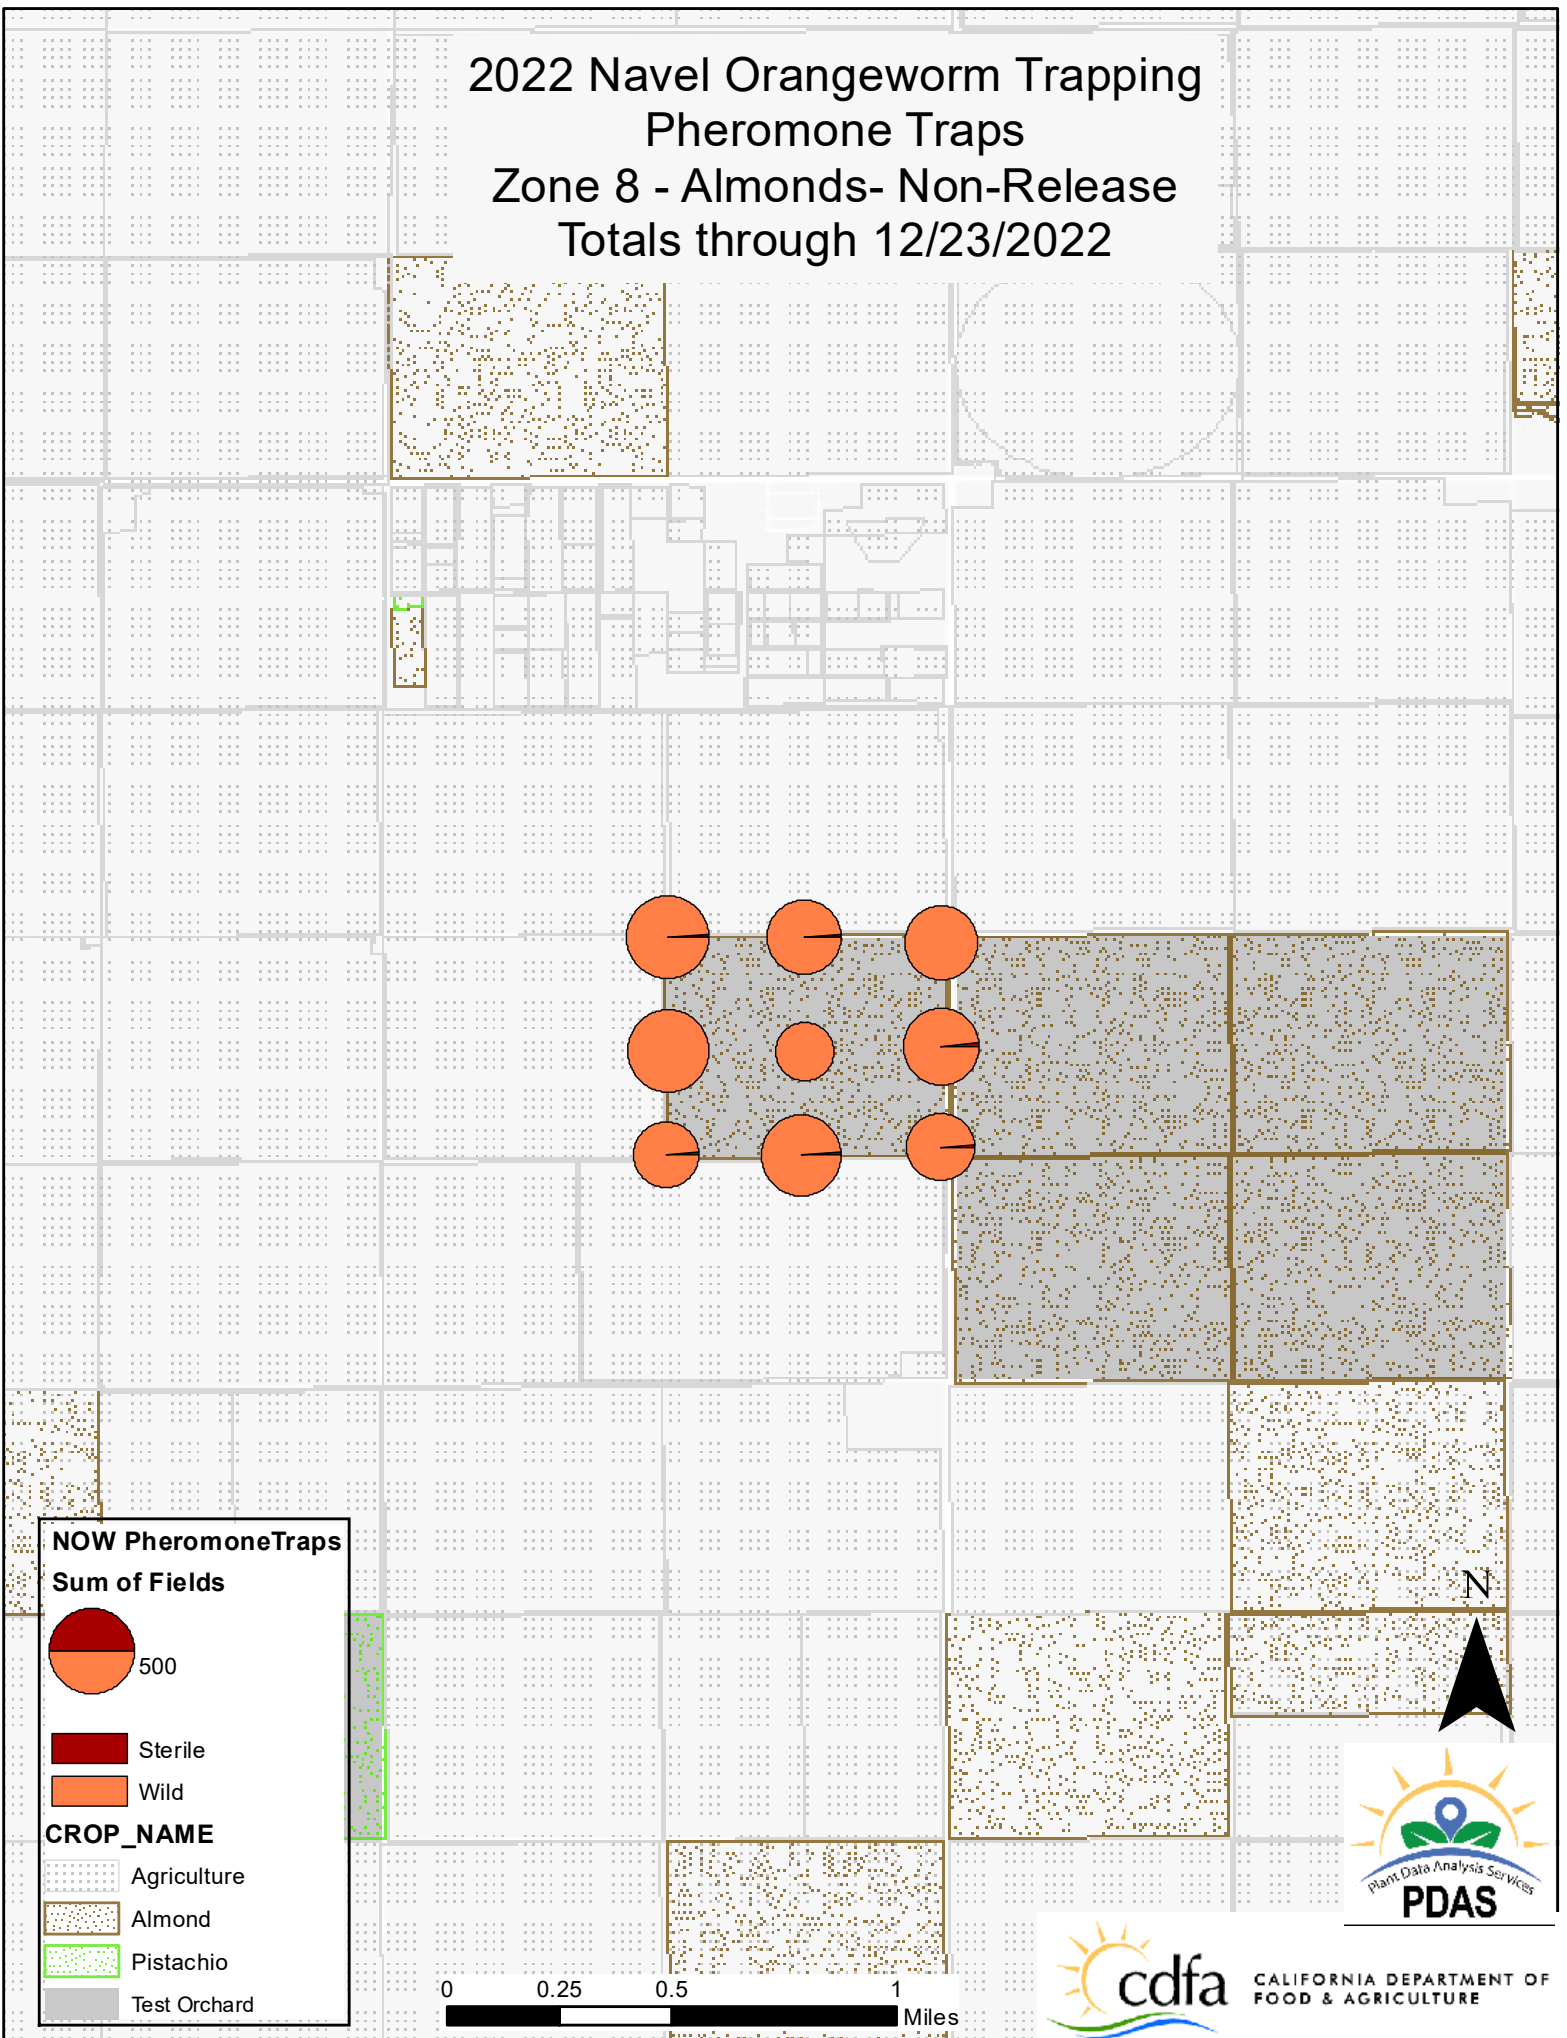 2022 Navel Orangeworm Trapping
Pheromone Traps
Zone 8 - Almonds- Non-Release
Totals through 12/23/2022
NOW PheromoneTraps
Sum of Fields
500
Sterile
Wild
CROP_NAME
Agriculture
Almond
Pistachio
Test Orchard
0 0.25 0.5 1
Miles
N
Plant Data Analysis Services
PDAS
cdfa
CALIFORNIA DEPARTMENT OF
FOOD & AGRICULTURE